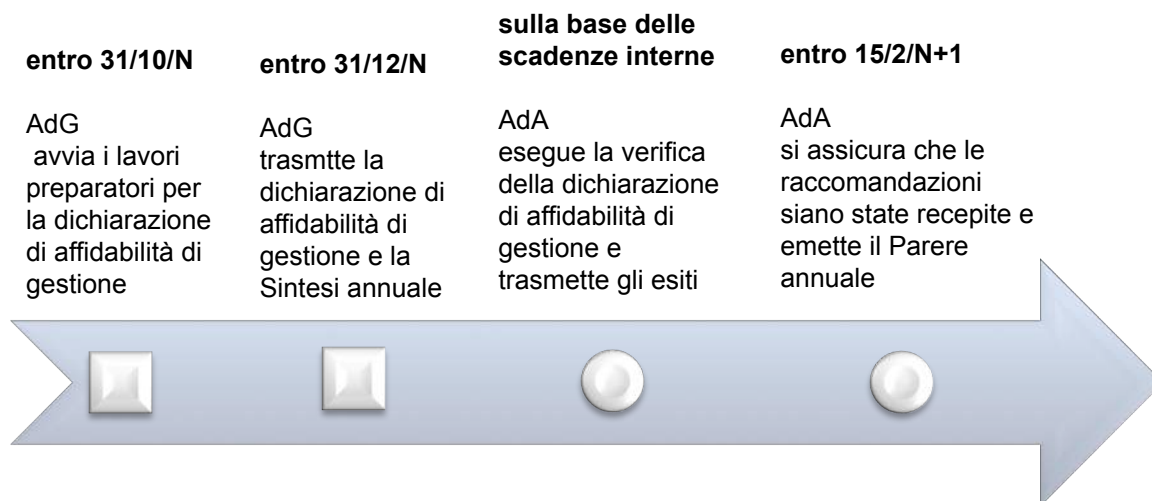 entro 31/10/N
AdG
avvia i lavori
preparatori per
la dichiarazione
di affidabilità di
gestione
entro 31/12/N
AdG
trasmtte la
dichiarazione di
affidabilità di
gestione e la
Sintesi annuale
sulla base delle
scadenze interne
AdA
esegue la verifica
della dichiarazione
di affidabilità di
gestione e
trasmette gli esiti
entro 15/2/N+1
AdA
si assicura che le
raccomandazioni
siano state recepite e
emette il Parere
annuale